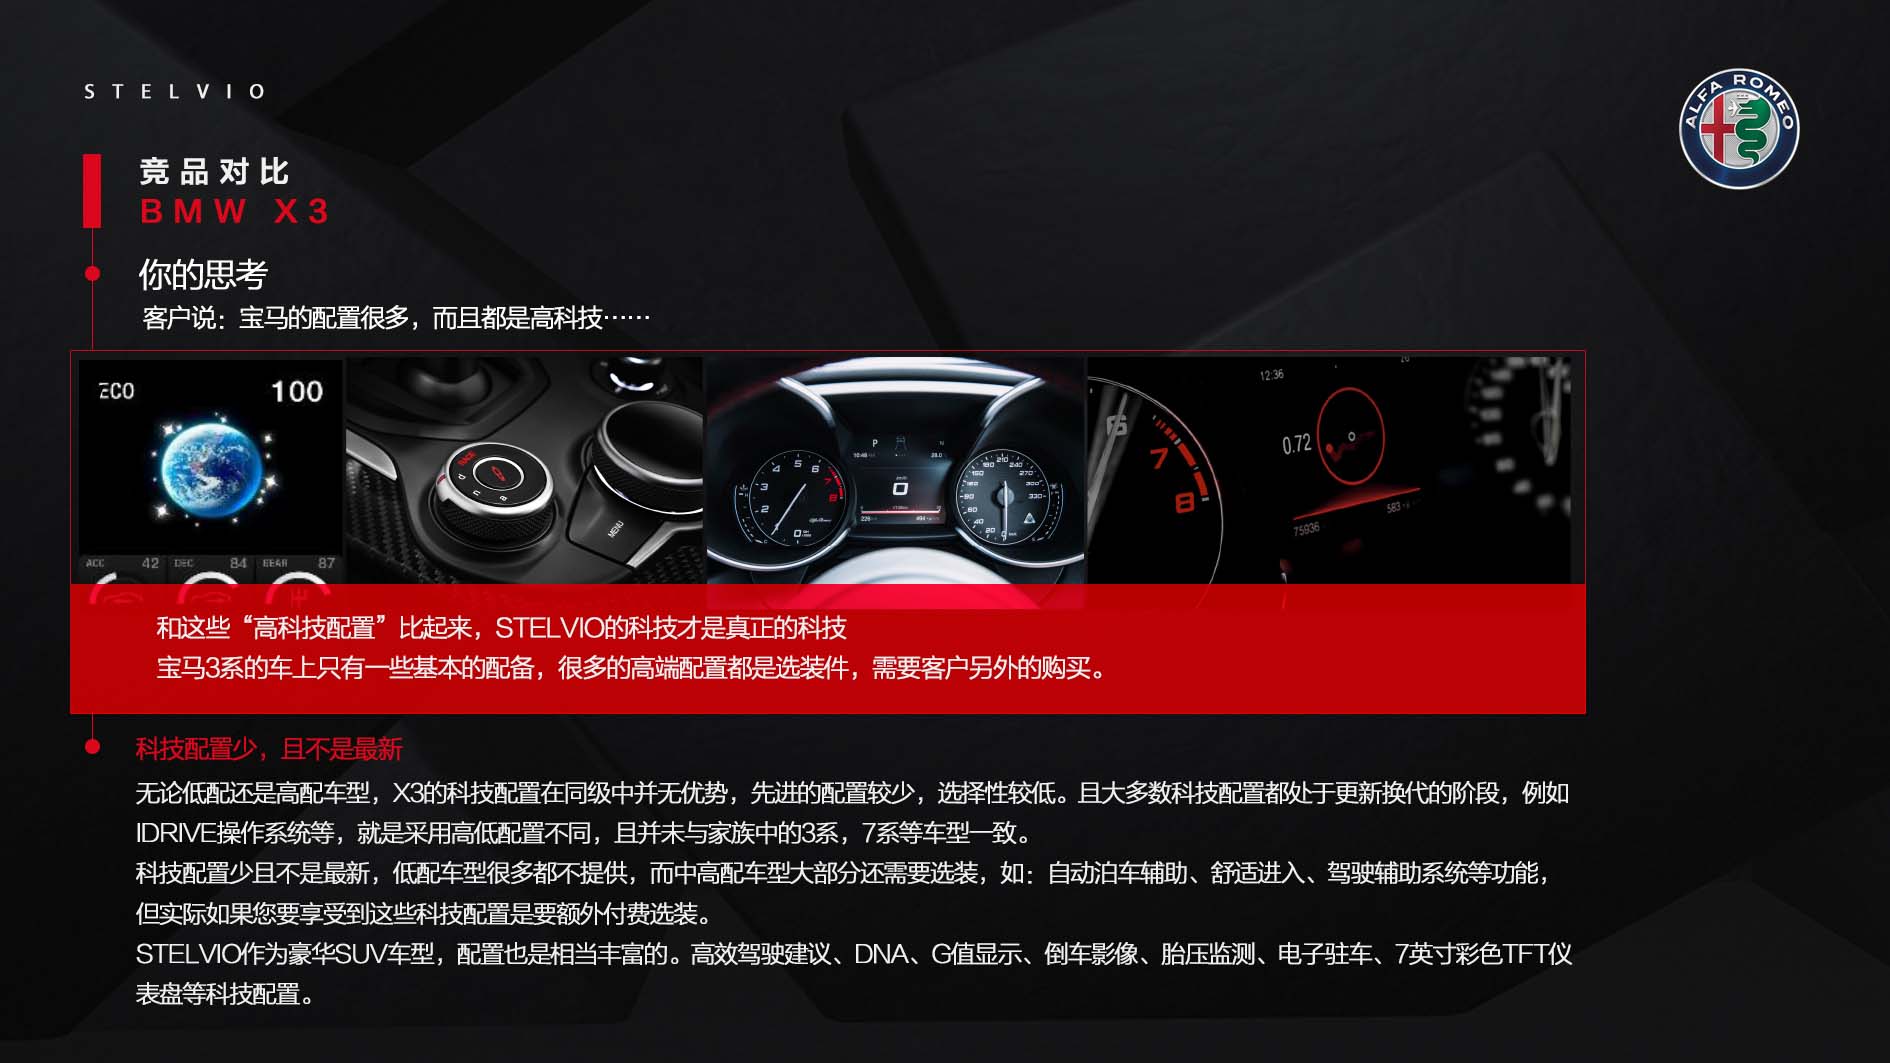 STELVIO
ALFA ROMEO
竞品对比
BMW X3
你的思考
客户说：宝马的配置很多，而且都是高科技……
ECO 100
ACC 42 DEC 84 GEAR 87
RACE
d
n
a
MENU
P
N
0
12:36
0.72
6
7
8
75936
583
和这些“高科技配置”比起来，STELVIO的科技才是真正的科技
宝马3系的车上只有一些基本的配备，很多的高端配置都是选装件，需要客户另外的购买。
科技配置少，且不是最新
无论低配还是高配车型，X3的科技配置在同级中并无优势，先进的配置较少，选择性较低。且大多数科技配置都处于更新换代的阶段，例如
IDRIVE操作系统等，就是采用高低配置不同，且并未与家族中的3系，7系等车型一致。
科技配置少且不是最新，低配车型很多都不提供，而中高配车型大部分还需要选装，如：自动泊车辅助、舒适进入、驾驶辅助系统等功能，
但实际如果您要享受到这些科技配置是要额外付费选装。
STELVIO作为豪华SUV车型，配置也是相当丰富的。高效驾驶建议、DNA、G值显示、倒车影像、胎压监测、电子驻车、7英寸彩色TFT仪
表盘等科技配置。